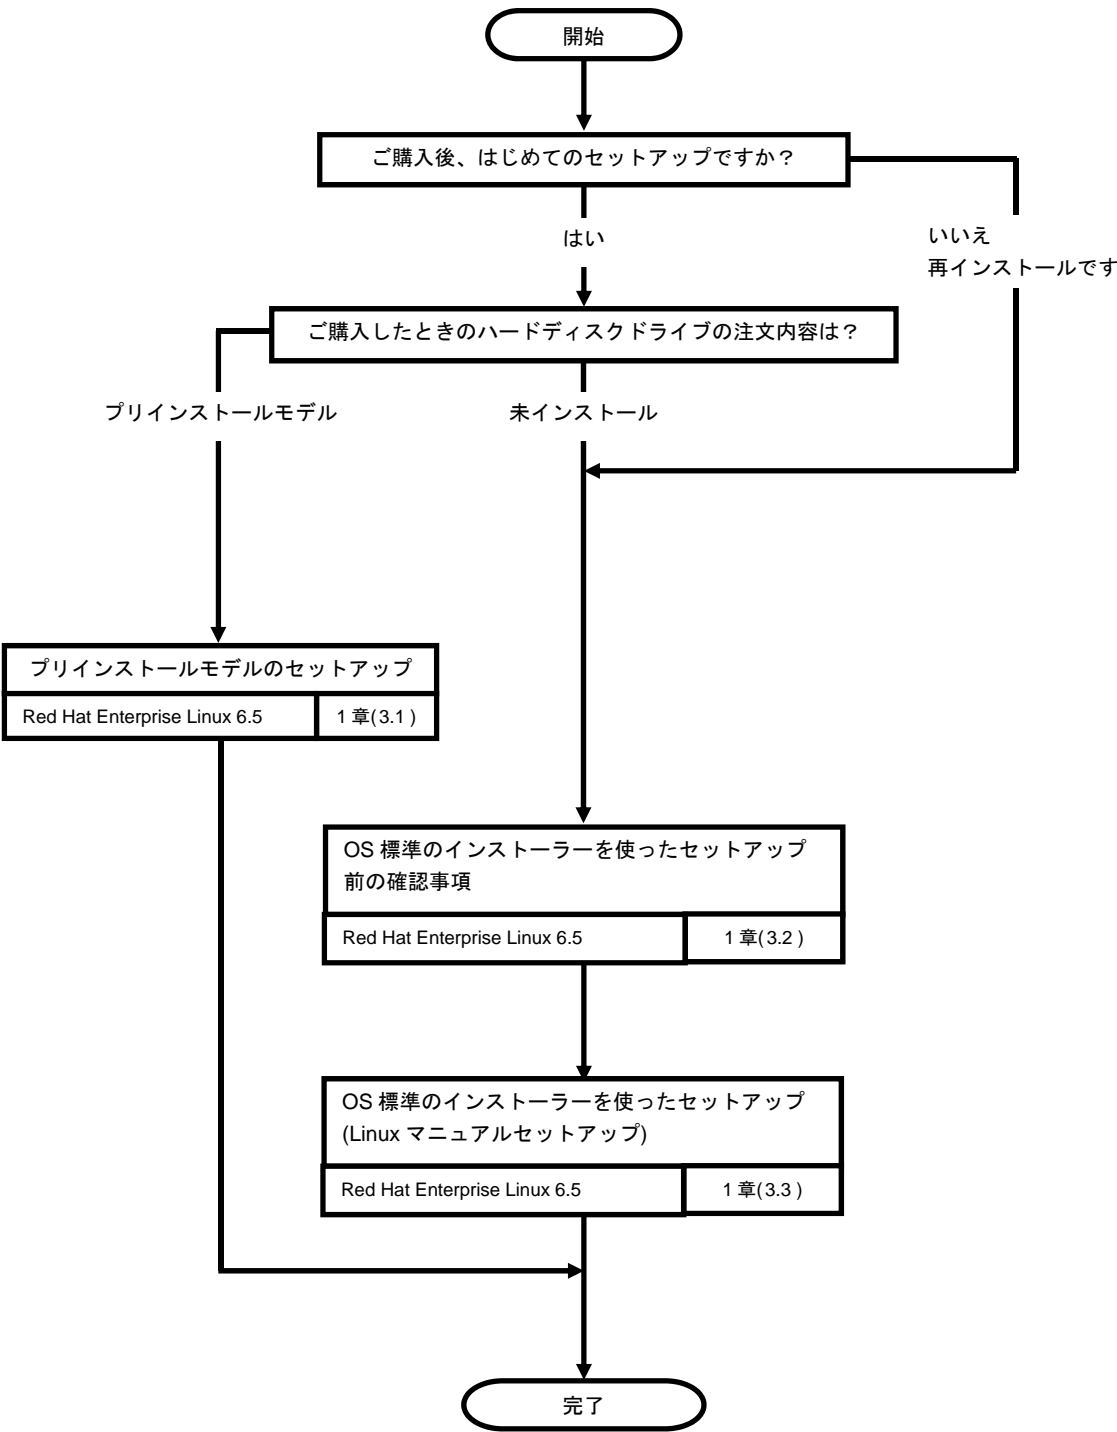 開始
ご購入後、はじめてのセットアップですか？
はい
いいえ
再インストールです
ご購入したときのハードディスクドライブの注文内容は？
プリインストールモデル
未インストール
プリインストールモデルのセットアップ
Red Hat Enterprise Linux 6.5
1 章(3.1 )
OS 標準のインストーラーを使ったセットアップ
前の確認事項
Red Hat Enterprise Linux 6.5
1 章(3.2 )
OS 標準のインストーラーを使ったセットアップ
(Linux マニュアルセットアップ)
Red Hat Enterprise Linux 6.5
1 章(3.3 )
完了